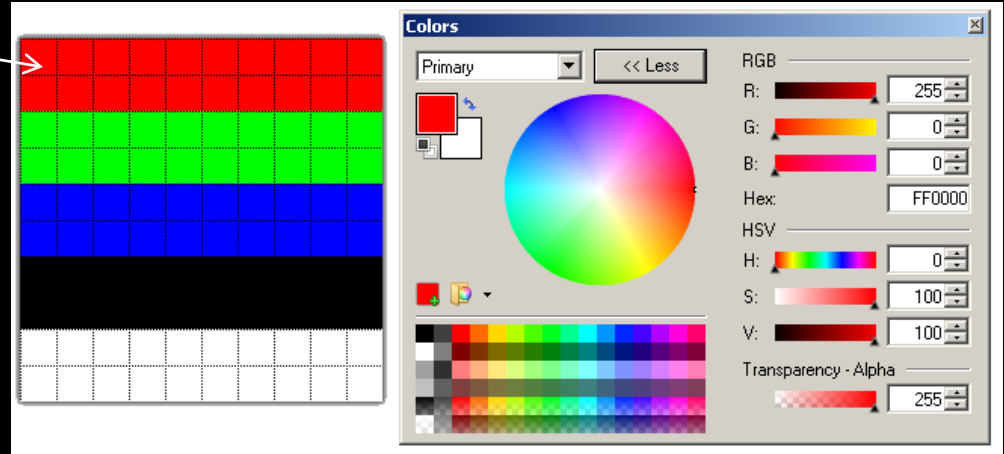 Colors
Primary
<< Less
RGB
R: 255
G: 0
B: 0
Hex: FF0000
HSV
H: 0
S: 100
V: 100
Transparency - Alpha
255